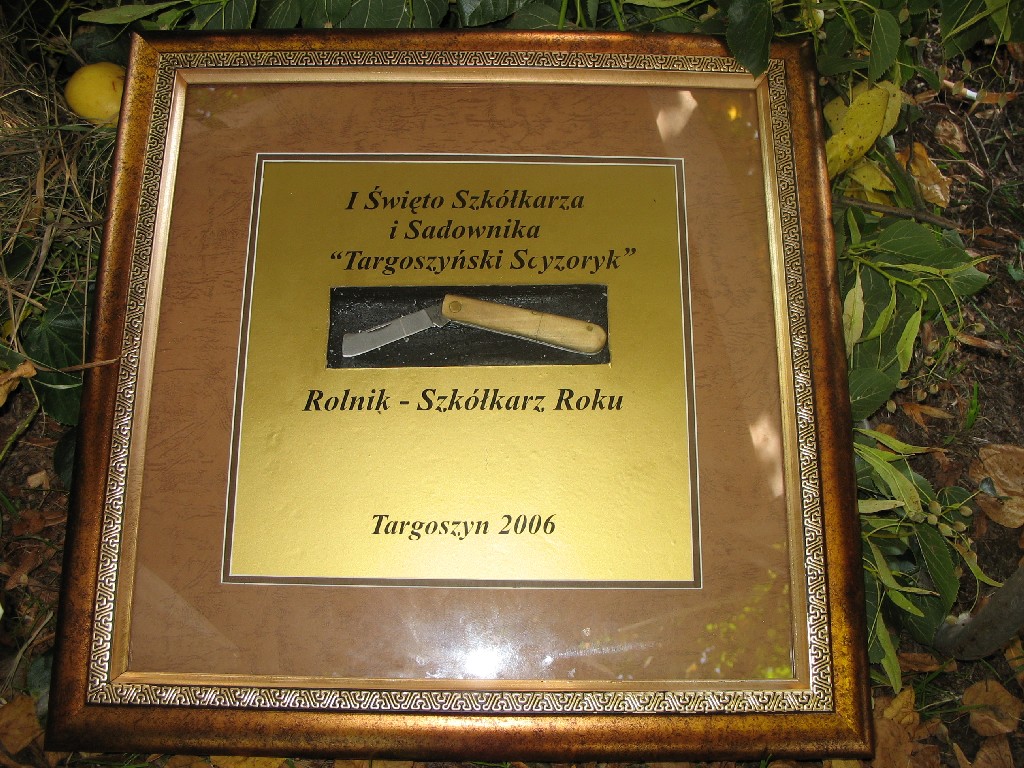 I Święto Szkółkarza
i Sadownika
“Targoszyński Scyzoryk”
Rolnik - Szkółkarz Roku
Targoszyn 2006